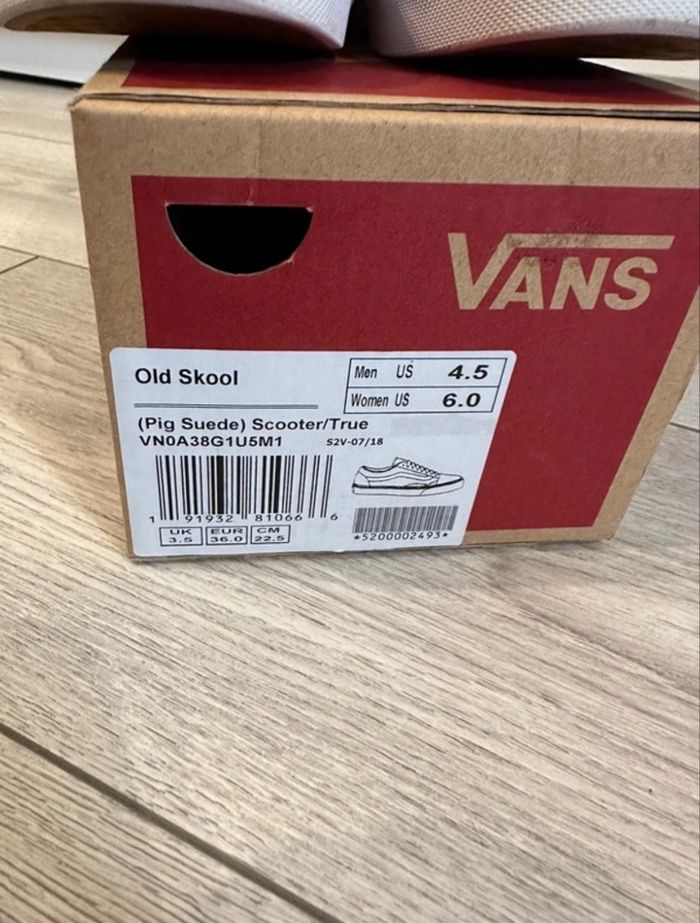 VANS
Old Skool
Men US 4.5
Women US 6.0
(Pig Suede) Scooter/True
VN0A38G1U5M1 S2V-07/18
1 91932 81066 6
*5200002493*
UK EUR CM
3.5 36.0 22.5